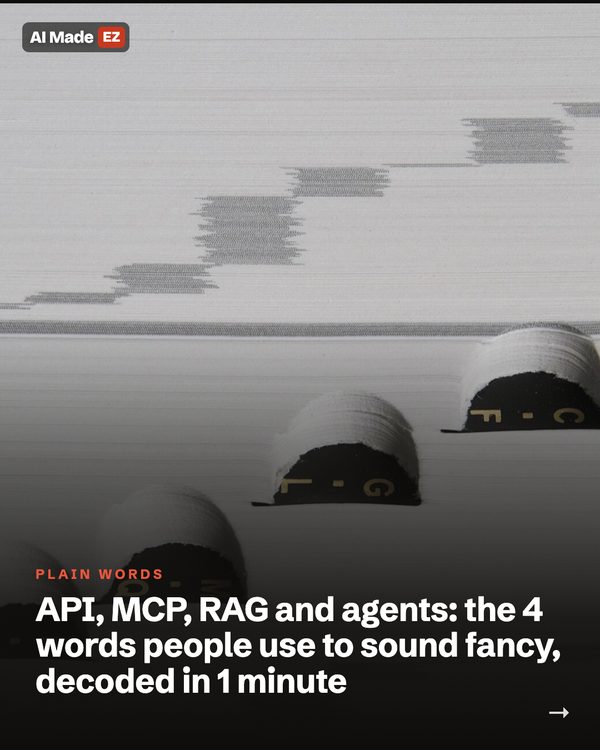 AI Made EZ
C · F
G · L
PLAIN WORDS
API, MCP, RAG and agents: the 4
words people use to sound fancy,
decoded in 1 minute
→